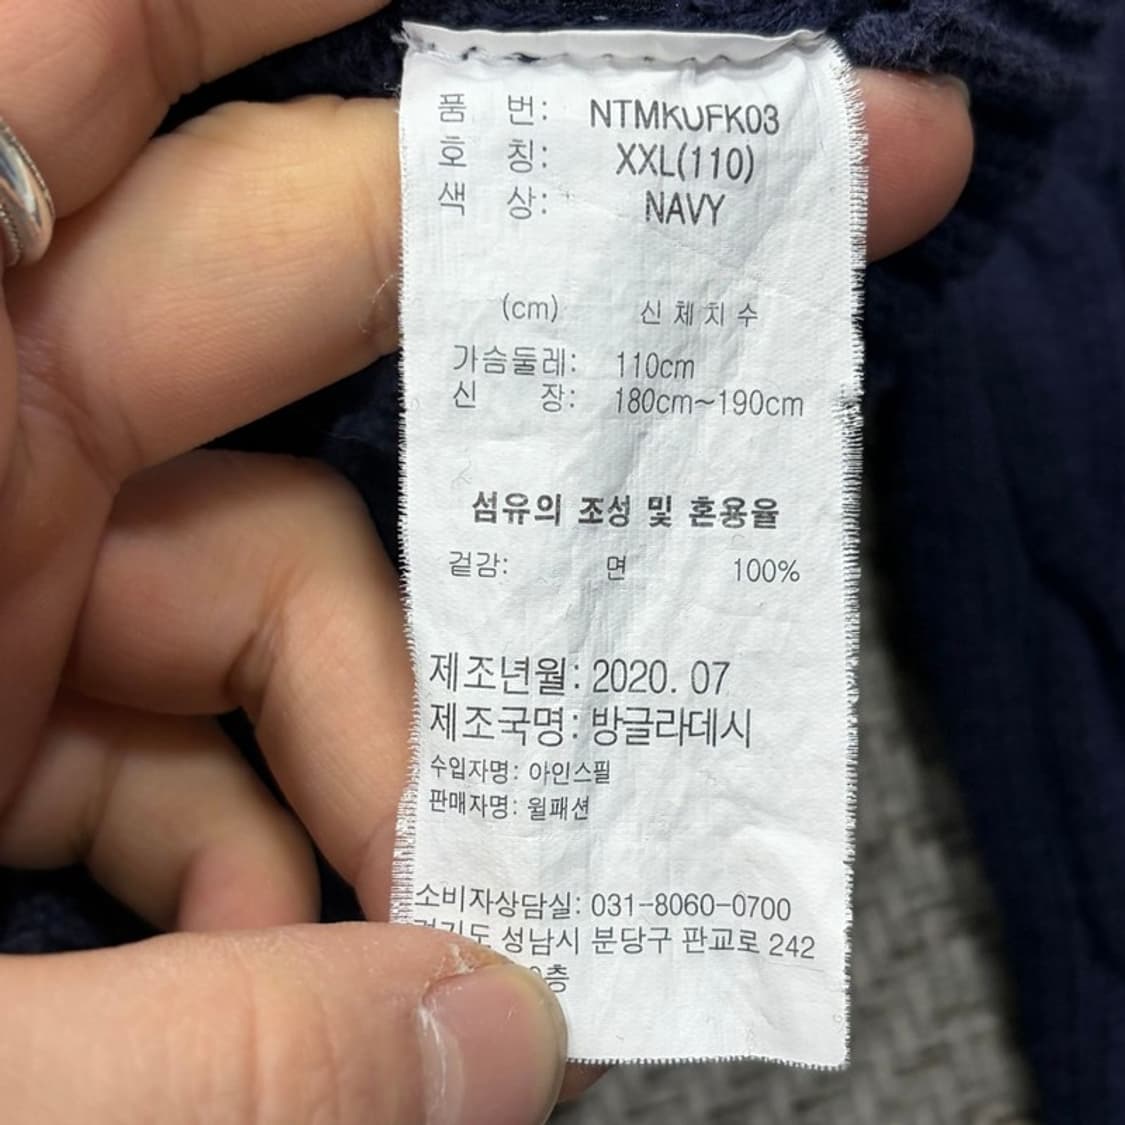 품 번: NTMKUFK03
호 칭: XXL(110)
색 상: NAVY
(cm) 신체치수
가슴둘레: 110cm
신 장: 180cm~190cm
섬유의 조성 및 혼용율
겉감: 면 100%
제조년월: 2020. 07
제조국명: 방글라데시
수입자명: 아인스필
판매자명: 월패션
소비자상담실: 031-8060-0700
경기도 성남시 분당구 판교로 242